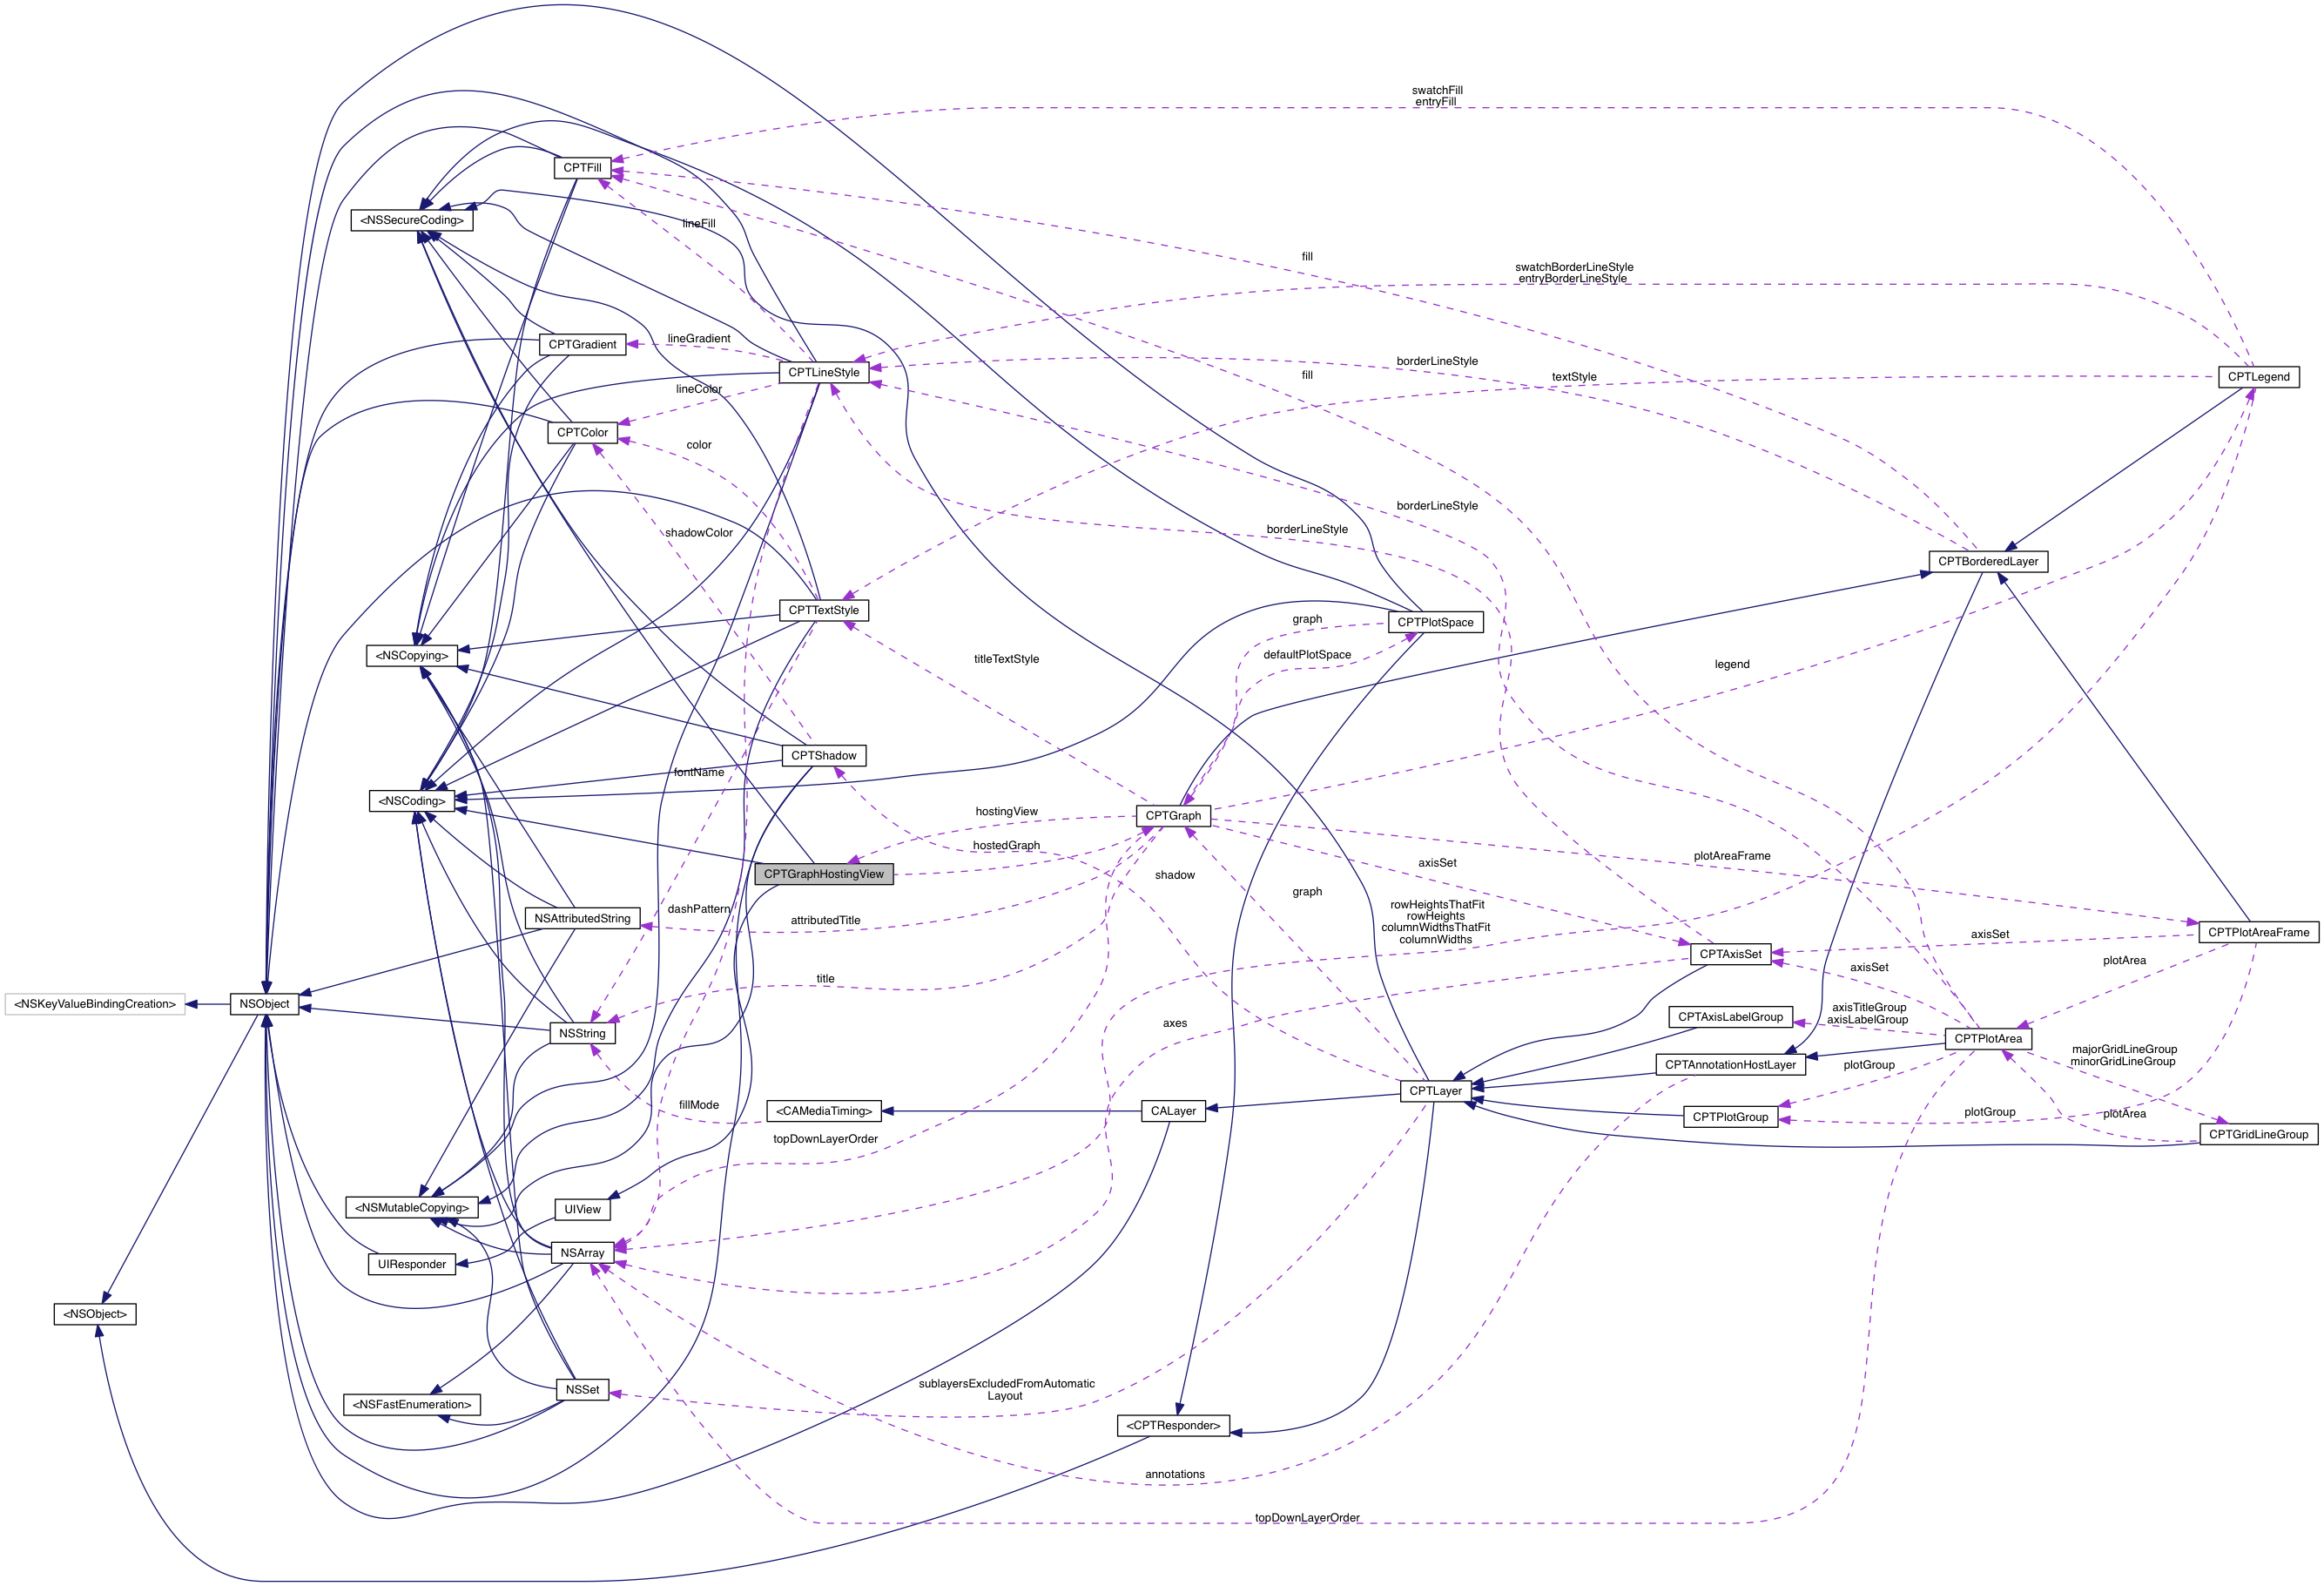 swatchFill
entryFill
CPTFill
<NSSecureCoding>
lineFill
fill
swatchBorderLineStyle
entryBorderLineStyle
CPTGradient
lineGradient
CPTLineStyle
borderLineStyle
fill
textStyle
CPTLegend
lineColor
CPTColor
color
shadowColor
borderLineStyle
borderLineStyle
CPTBorderedLayer
CPTTextStyle
CPTPlotSpace
graph
<NSCopying>
titleTextStyle
defaultPlotSpace
legend
CPTShadow
fontName
<NSCoding>
hostingView
CPTGraph
hostedGraph
plotAreaFrame
axisSet
CPTGraphHostingView
shadow
graph
dashPattern
NSAttributedString
attributedTitle
rowHeightsThatFit
rowHeights
columnWidthsThatFit
columnWidths
axisSet
CPTPlotAreaFrame
CPTAxisSet
plotArea
axisSet
title
<NSKeyValueBindingCreation>
NSObject
NSString
axes
CPTAxisLabelGroup
axisTitleGroup
axisLabelGroup
CPTPlotArea
majorGridLineGroup
minorGridLineGroup
CPTAnnotationHostLayer
plotGroup
CPTLayer
fillMode
<CAMediaTiming>
CALayer
CPTPlotGroup
plotGroup
plotArea
CPTGridLineGroup
topDownLayerOrder
<NSMutableCopying>
UIView
NSArray
UIResponder
<NSObject>
sublayersExcludedFromAutomatic
Layout
NSSet
<NSFastEnumeration>
<CPTResponder>
annotations
topDownLayerOrder